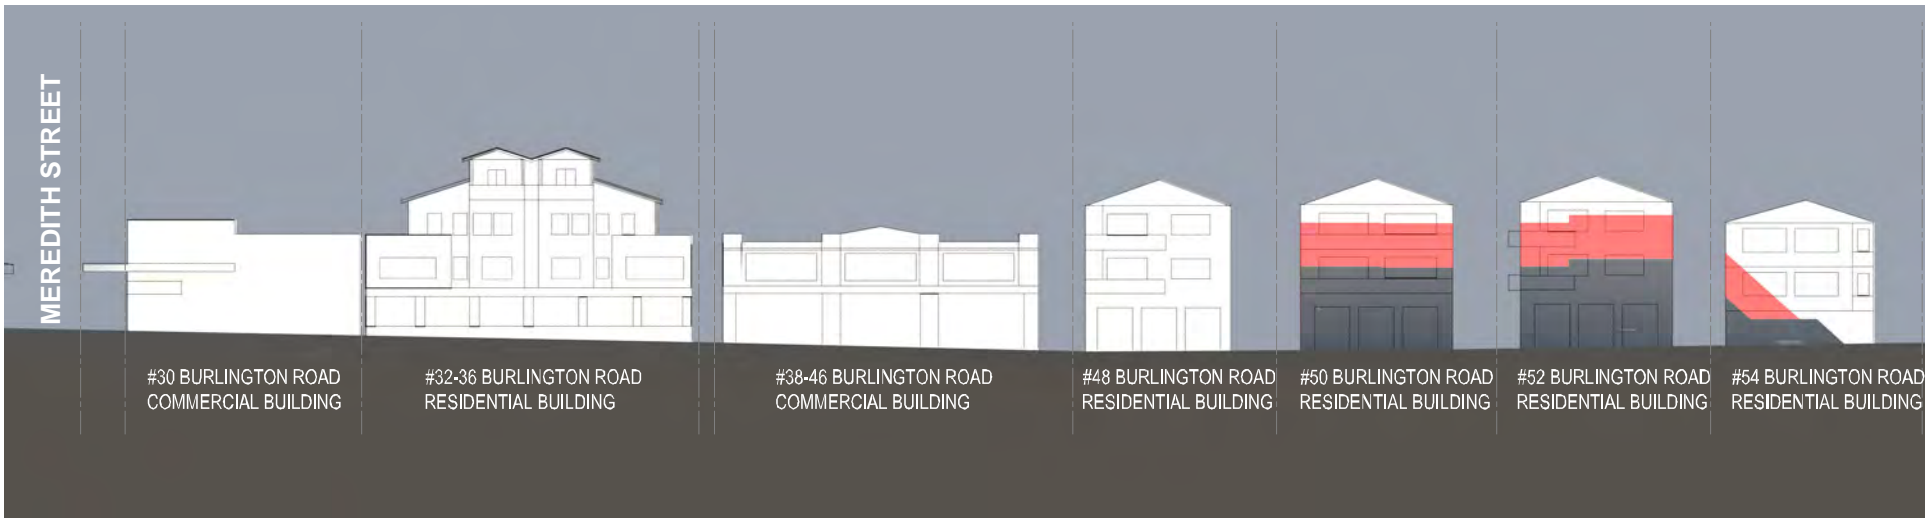 MEREDITH STREET
#30 BURLINGTON ROAD
COMMERCIAL BUILDING
#32-36 BURLINGTON ROAD
RESIDENTIAL BUILDING
#38-46 BURLINGTON ROAD
COMMERCIAL BUILDING
#48 BURLINGTON ROAD
RESIDENTIAL BUILDING
#50 BURLINGTON ROAD
RESIDENTIAL BUILDING
#52 BURLINGTON ROAD
RESIDENTIAL BUILDING
#54 BURLINGTON ROAD
RESIDENTIAL BUILDING